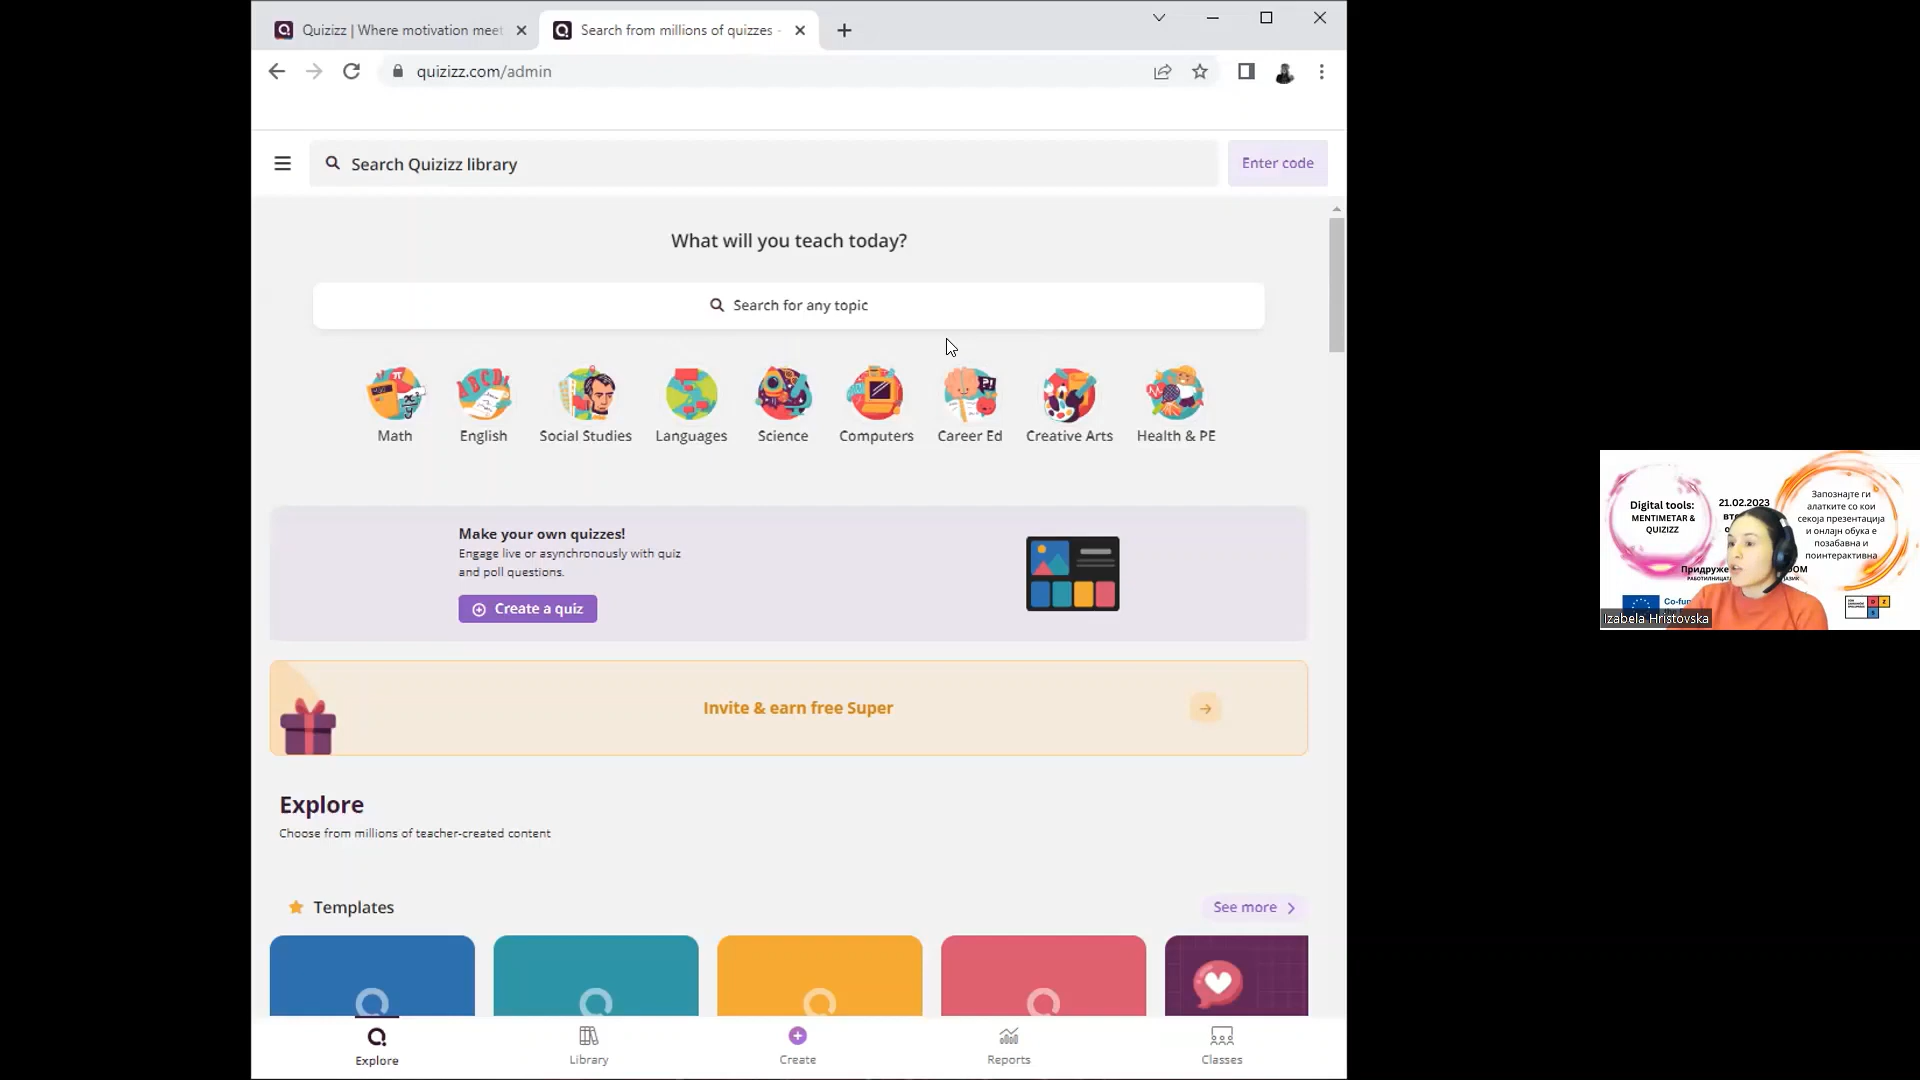 Quizizz | Where motivation meet
Search from millions of quizzes -
quizizz.com/admin
Search Quizizz library
Enter code
What will you teach today?
Search for any topic
Math
English
Social Studies
Languages
Science
Computers
Career Ed
Creative Arts
Health & PE
Make your own quizzes!
Engage live or asynchronously with quiz
and poll questions.
Create a quiz
Invite & earn free Super
Explore
Choose from millions of teacher-created content
Templates
See more
Explore
Library
Create
Reports
Classes
Digital tools:
MENTIMETAR &
QUIZIZZ
21.02.2023
Запознајте ги
алатките со кои
секоја презентација
и онлајн обука е
позабавна и
поинтерактивна
Izabela Hristovska